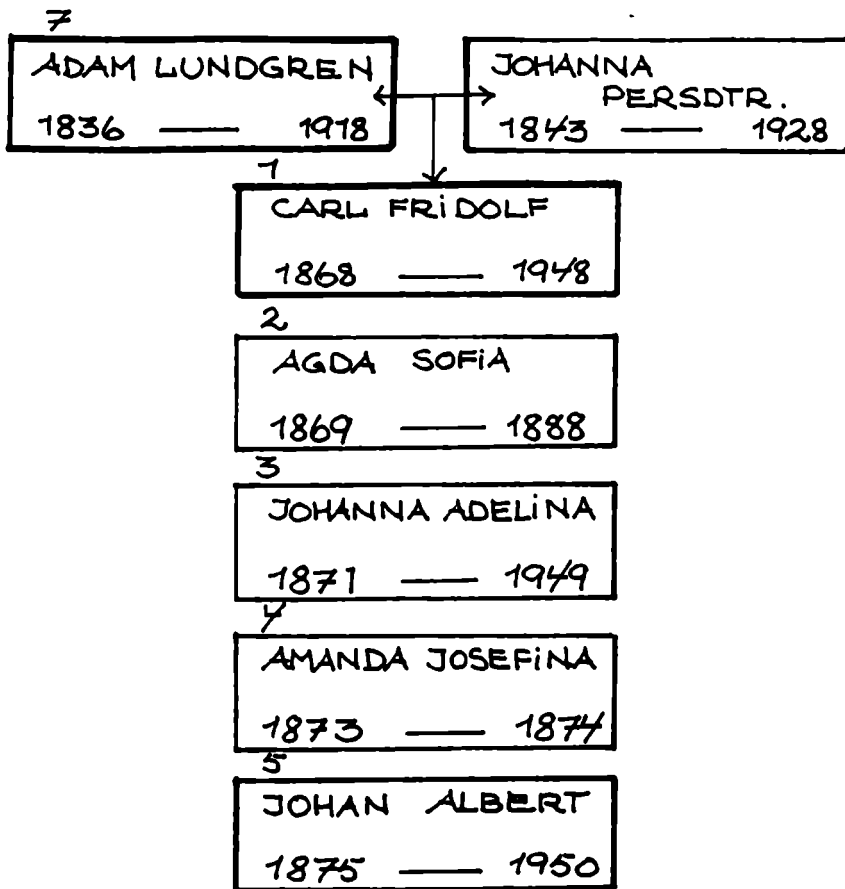 7
ADAM LUNDGREN
1836 — 1918
JOHANNA
PERSDTR.
1843 — 1928
1
CARL FRiDOLF
1868 — 1948
2
AGDA SOFiA
1869 — 1888
3
JOHANNA ADELiNA
1871 — 1949
4
AMANDA JOSEFiNA
1873 — 1874
5
JOHAN ALBERT
1875 — 1950